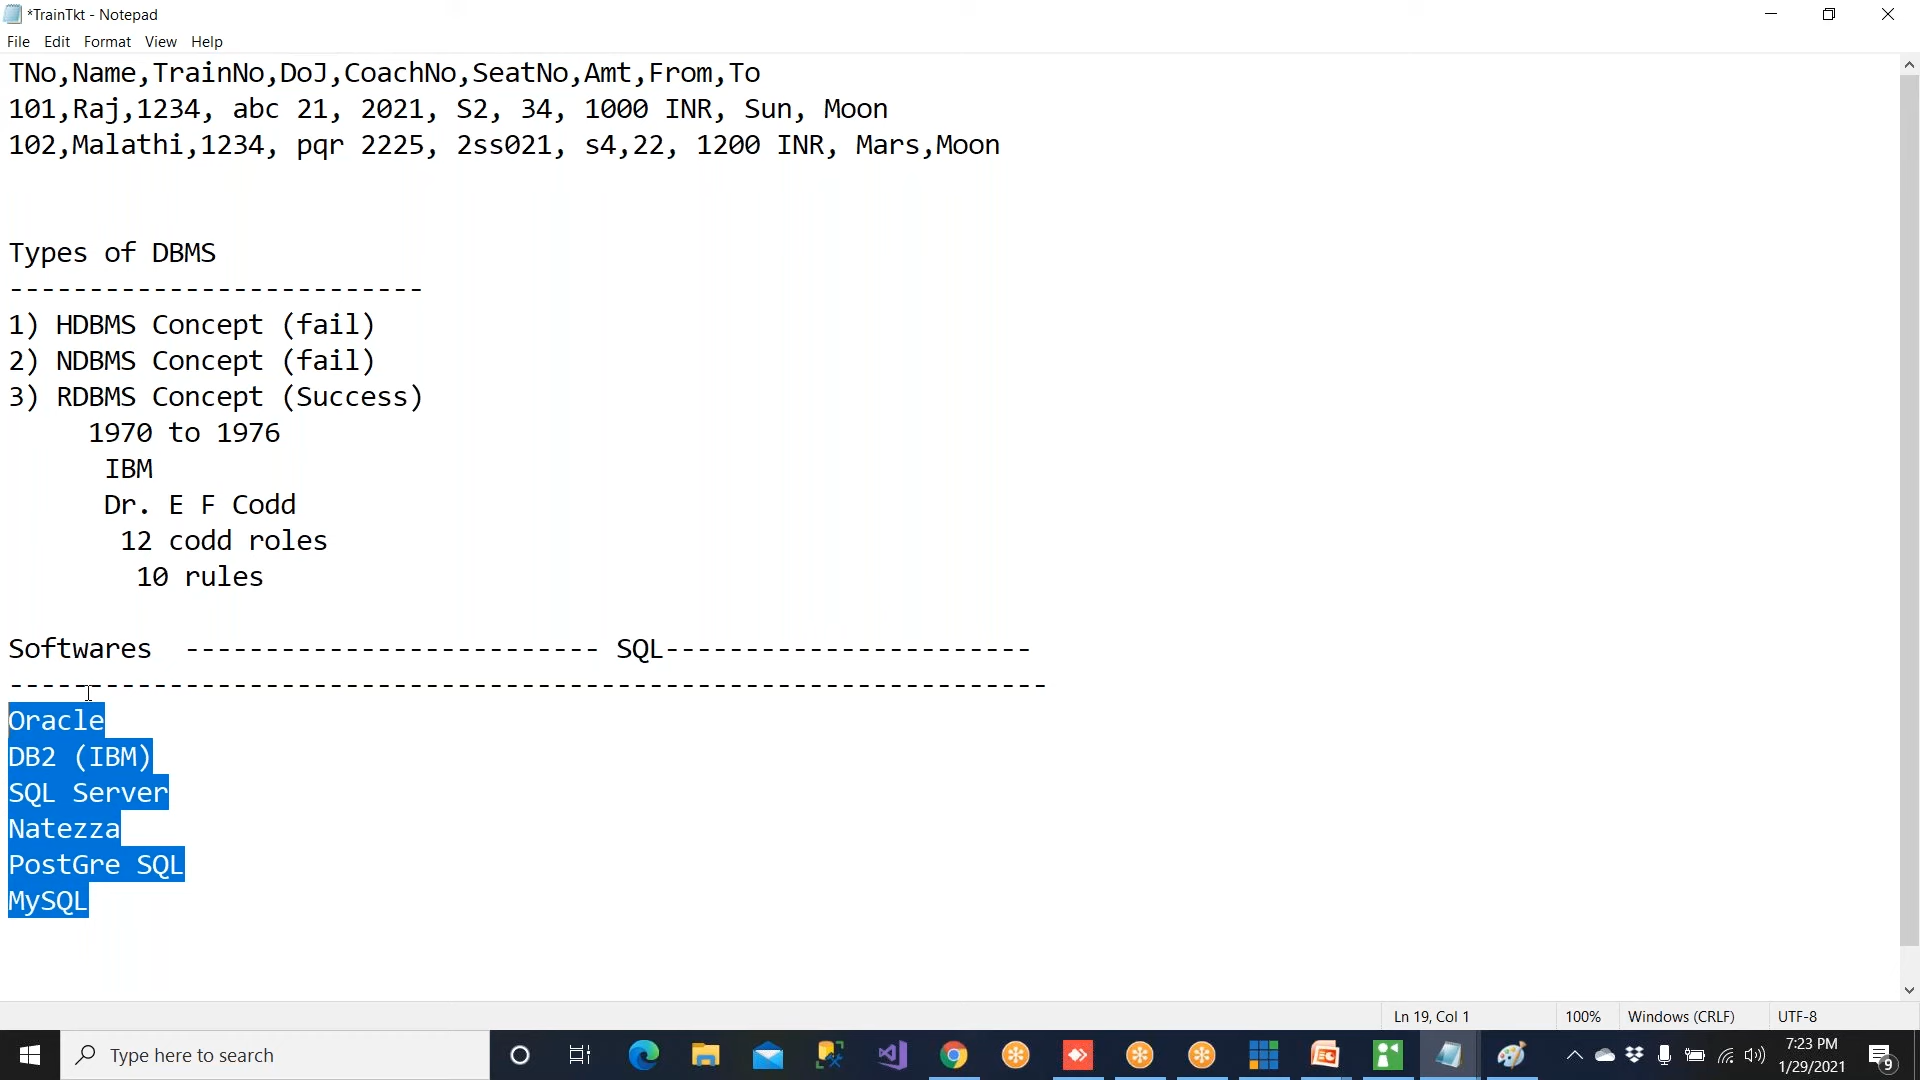 *TrainTkt - Notepad
File Edit Format View Help
TNo,Name,TrainNo,DoJ,CoachNo,SeatNo,Amt,From,To
101,Raj,1234, abc 21, 2021, S2, 34, 1000 INR, Sun, Moon
102,Malathi,1234, pqr 2225, 2ss021, s4,22, 1200 INR, Mars,Moon
Types of DBMS
--------------------------
1) HDBMS Concept (fail)
2) NDBMS Concept (fail)
3) RDBMS Concept (Success)
1970 to 1976
IBM
Dr. E F Codd
12 codd roles
10 rules
Softwares -------------------------- SQL-----------------------
-----------------------------------------------------------------
Oracle
DB2 (IBM)
SQL Server
Natezza
PostGre SQL
MySQL
Ln 19, Col 1 100% Windows (CRLF) UTF-8
Type here to search
7:23 PM
1/29/2021
9